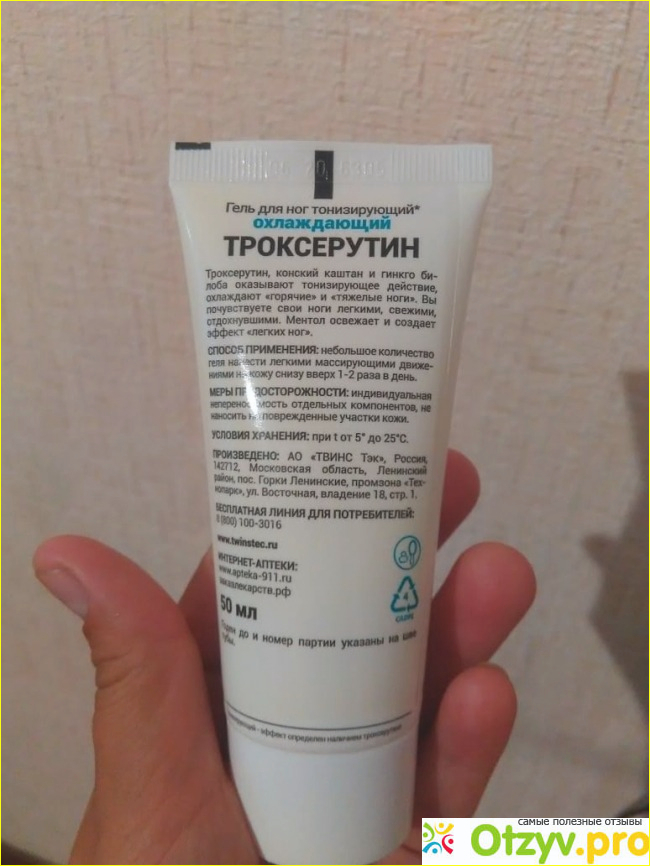 20
Гель для ног тонизирующий*
охлаждающий
ТРОКСЕРУТИН
Троксерутин, конский каштан и гинкго би-
лоба оказывают тонизирующее действие,
охлаждают «горячие» и «тяжелые ноги». Вы
почувствуете свои ноги легкими, свежими,
отдохнувшими. Ментол освежает и создает
эффект «легких ног».
СПОСОБ ПРИМЕНЕНИЯ: небольшое количество
геля нанести легкими массирующими движе-
ниями на кожу снизу вверх 1-2 раза в день.
МЕРЫ ПРЕДОСТОРОЖНОСТИ: индивидуальная
непереносимость отдельных компонентов, не
наносить на поврежденные участки кожи.
УСЛОВИЯ ХРАНЕНИЯ: при t от 5° до 25°С.
ПРОИЗВЕДЕНО: АО «ТВИНС Тэк», Россия,
142712, Московская область, Ленинский
район, пос. Горки Ленинские, промзона «Тех-
нопарк», ул. Восточная, владение 18, стр. 1.
БЕСПЛАТНАЯ ЛИНИЯ ДЛЯ ПОТРЕБИТЕЛЕЙ:
8 (800) 100-3016
www.twinstec.ru
ИНТЕРНЕТ-АПТЕКИ:
www.apteka-911.ru
заказлекарств.рф
50 мл
Годен до и номер партии указаны на шве
тубы.
4
- эффект определен наличием троксерутина
самые полезные отзывы
Otzyv.pro